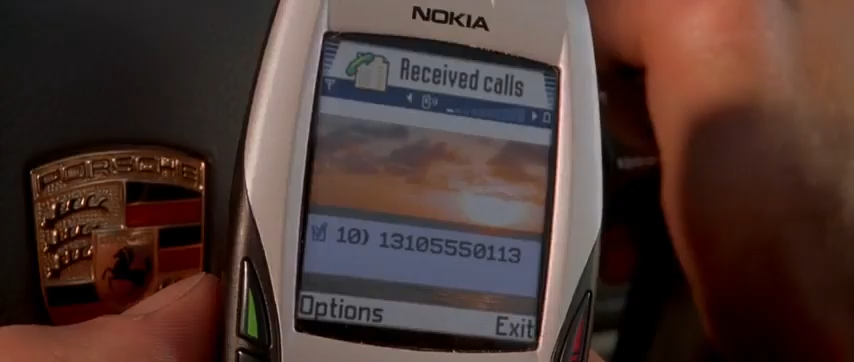 NOKIA
Received calls
10) 13105550113
Options
Exit
PORSCHE